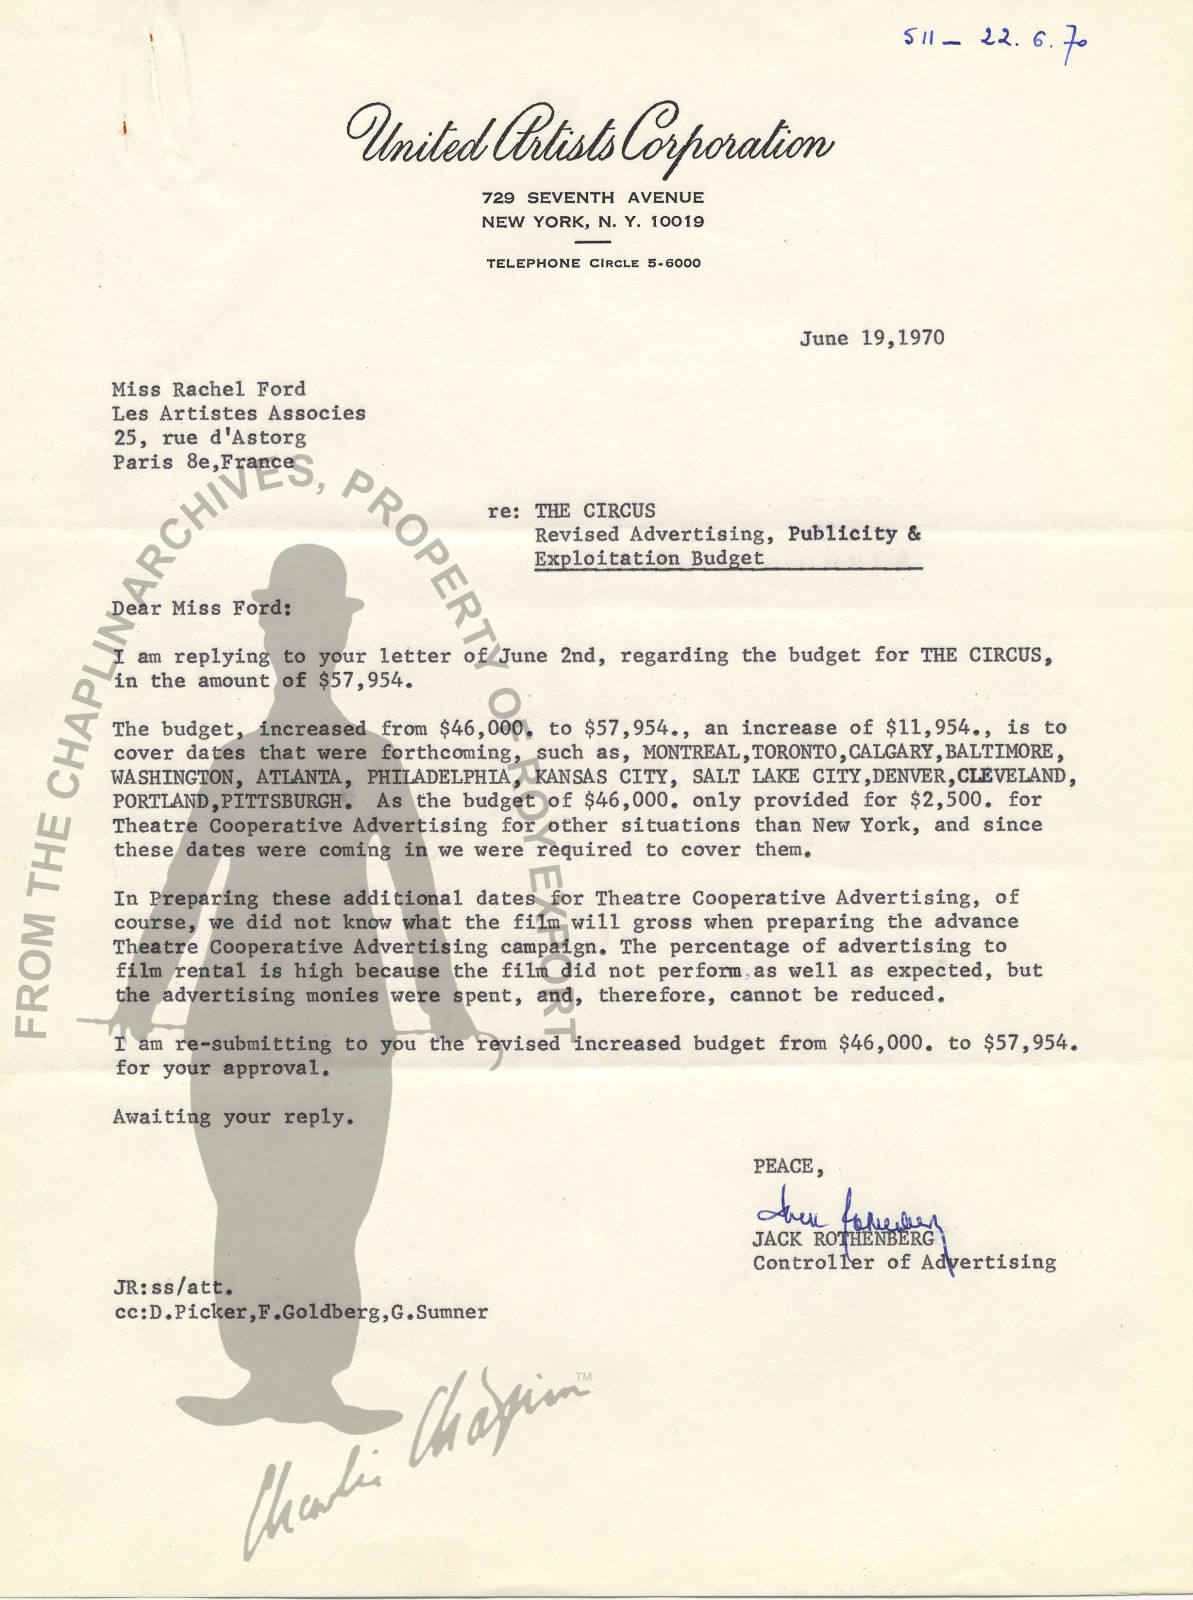 511 — 22. 6. 70
United Artists Corporation
729 SEVENTH AVENUE
NEW YORK, N. Y. 10019
TELEPHONE CIRCLE 5-6000
June 19,1970
Miss Rachel Ford
Les Artistes Associes
25, rue d'Astorg
Paris 8e,France
re: THE CIRCUS
Revised Advertising, Publicity &
Exploitation Budget
Dear Miss Ford:
I am replying to your letter of June 2nd, regarding the budget for THE CIRCUS,
in the amount of $57,954.
The budget, increased from $46,000. to $57,954., an increase of $11,954., is to
cover dates that were forthcoming, such as, MONTREAL,TORONTO,CALGARY,BALTIMORE,
WASHINGTON, ATLANTA, PHILADELPHIA, KANSAS CITY, SALT LAKE CITY,DENVER,CLEVELAND,
PORTLAND,PITTSBURGH. As the budget of $46,000. only provided for $2,500. for
Theatre Cooperative Advertising for other situations than New York, and since
these dates were coming in we were required to cover them.
In Preparing these additional dates for Theatre Cooperative Advertising, of
course, we did not know what the film will gross when preparing the advance
Theatre Cooperative Advertising campaign. The percentage of advertising to
film rental is high because the film did not perform as well as expected, but
the advertising monies were spent, and, therefore, cannot be reduced.
I am re-submitting to you the revised increased budget from $46,000. to $57,954.
for your approval.
Awaiting your reply.
PEACE,
Jack Rothenberg
JACK ROTHENBERG
Controller of Advertising
JR:ss/att.
cc:D.Picker,F.Goldberg,G.Sumner
FROM THE CHAPLIN ARCHIVES, PROPERTY OF ROY EXPORT
Charlie Chaplin™